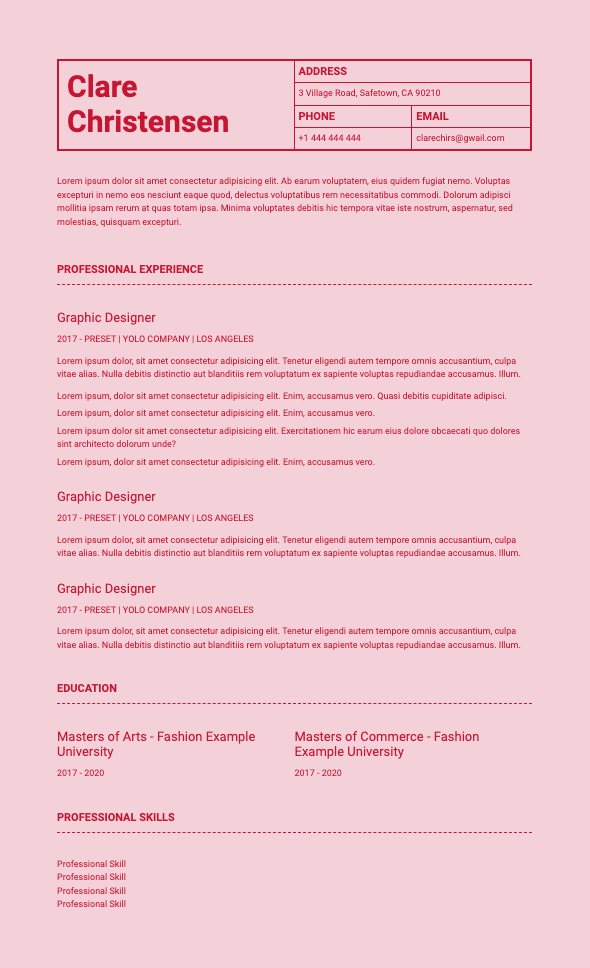 Clare
Christensen
ADDRESS
3 Village Road, Safetown, CA 90210
PHONE
EMAIL
+1 444 444 444
clarechirs@gwail.com
Lorem ipsum dolor sit amet consectetur adipisicing elit. Ab earum voluptatem, eius quidem fugiat nemo. Voluptas
excepturi in nemo eos nesciunt eaque quod, delectus voluptatibus rem necessitatibus commodi. Dolorum adipisci
mollitia ipsam rerum at quas totam ipsa. Minima voluptates debitis hic tempora vitae iste nostrum, aspernatur, sed
molestias, quisquam excepturi.
PROFESSIONAL EXPERIENCE
Graphic Designer
2017 - PRESET | YOLO COMPANY | LOS ANGELES
Lorem ipsum dolor, sit amet consectetur adipisicing elit. Tenetur eligendi autem tempore omnis accusantium, culpa
vitae alias. Nulla debitis distinctio aut blanditiis rem voluptatum ex sapiente voluptas repudiandae accusamus. Illum.
Lorem ipsum, dolor sit amet consectetur adipisicing elit. Enim, accusamus vero. Quasi debitis cupiditate adipisci.
Lorem ipsum, dolor sit amet consectetur adipisicing elit. Enim, accusamus vero.
Lorem ipsum dolor sit amet consectetur adipisicing elit. Exercitationem hic earum eius dolore obcaecati quo dolores
sint architecto dolorum unde?
Lorem ipsum, dolor sit amet consectetur adipisicing elit. Enim, accusamus vero.
Graphic Designer
2017 - PRESET | YOLO COMPANY | LOS ANGELES
Lorem ipsum dolor, sit amet consectetur adipisicing elit. Tenetur eligendi autem tempore omnis accusantium, culpa
vitae alias. Nulla debitis distinctio aut blanditiis rem voluptatum ex sapiente voluptas repudiandae accusamus. Illum.
Graphic Designer
2017 - PRESET | YOLO COMPANY | LOS ANGELES
Lorem ipsum dolor, sit amet consectetur adipisicing elit. Tenetur eligendi autem tempore omnis accusantium, culpa
vitae alias. Nulla debitis distinctio aut blanditiis rem voluptatum ex sapiente voluptas repudiandae accusamus. Illum.
EDUCATION
Masters of Arts - Fashion Example
University
2017 - 2020
Masters of Commerce - Fashion
Example University
2017 - 2020
PROFESSIONAL SKILLS
Professional Skill
Professional Skill
Professional Skill
Professional Skill